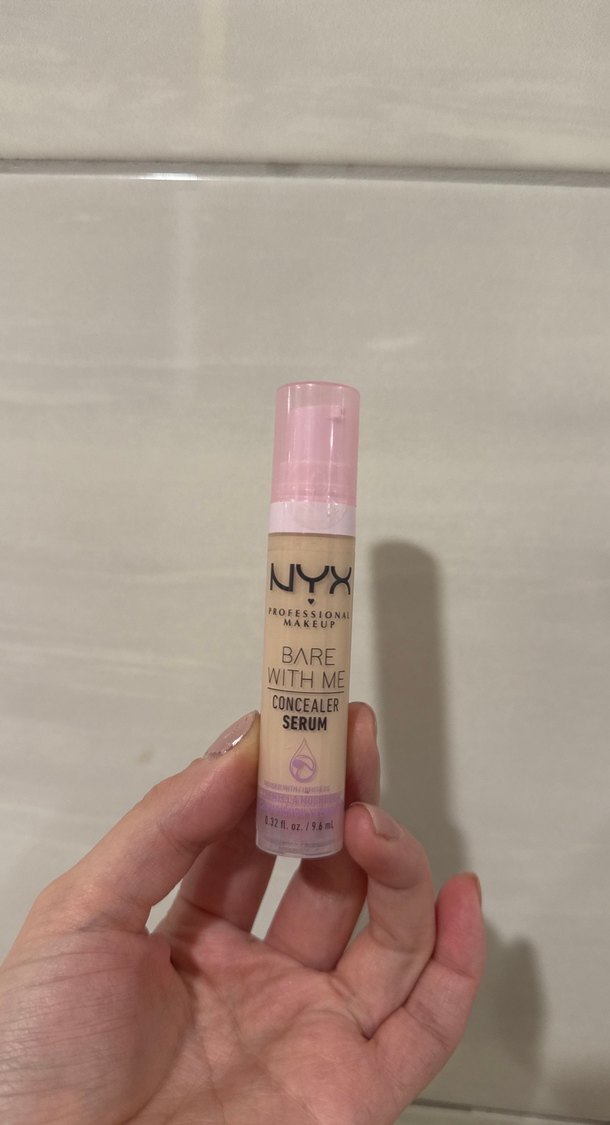 NYX
PROFESSIONAL
MAKEUP
BARE
WITH ME
CONCEALER
SERUM
0.32 fl. oz. / 9.6 mL